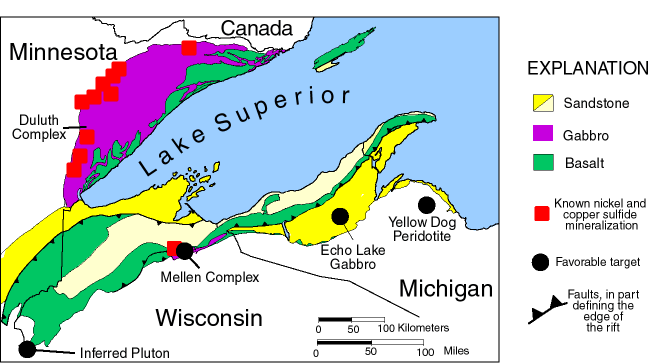 Canada
Minnesota
Duluth
Complex
Lake Superior
Yellow Dog
Peridotite
Echo Lake
Gabbro
Mellen Complex
Michigan
Wisconsin
Inferred Pluton
0 50 100 Kilometers
0 50 100 Miles
EXPLANATION
Sandstone
Gabbro
Basalt
Known nickel and
copper sulfide
mineralization
Favorable target
Faults, in part
defining the
edge of
the rift